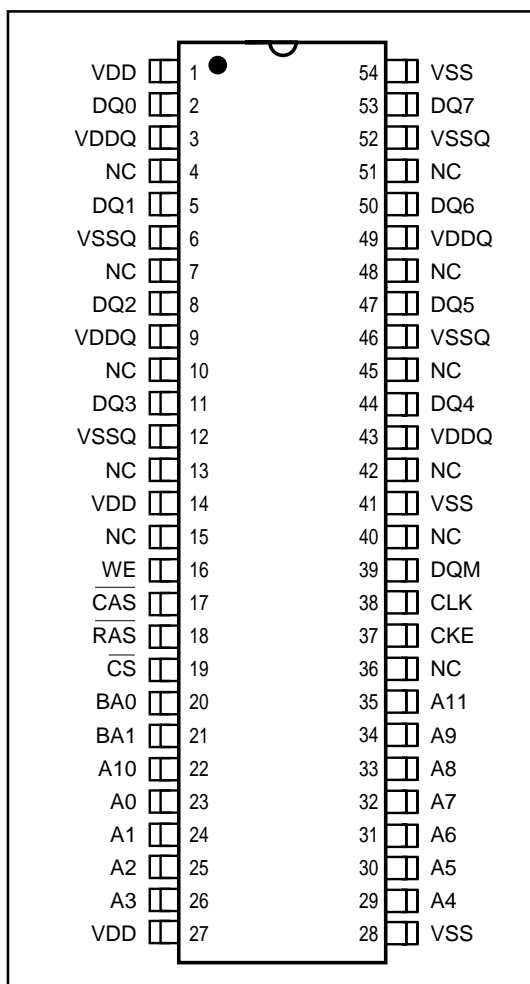 VDD 1 54 VSS
DQ0 2 53 DQ7
VDDQ 3 52 VSSQ
NC 4 51 NC
DQ1 5 50 DQ6
VSSQ 6 49 VDDQ
NC 7 48 NC
DQ2 8 47 DQ5
VDDQ 9 46 VSSQ
NC 10 45 NC
DQ3 11 44 DQ4
VSSQ 12 43 VDDQ
NC 13 42 NC
VDD 14 41 VSS
NC 15 40 NC
WE 16 39 DQM
CAS 17 38 CLK
RAS 18 37 CKE
CS 19 36 NC
BA0 20 35 A11
BA1 21 34 A9
A10 22 33 A8
A0 23 32 A7
A1 24 31 A6
A2 25 30 A5
A3 26 29 A4
VDD 27 28 VSS